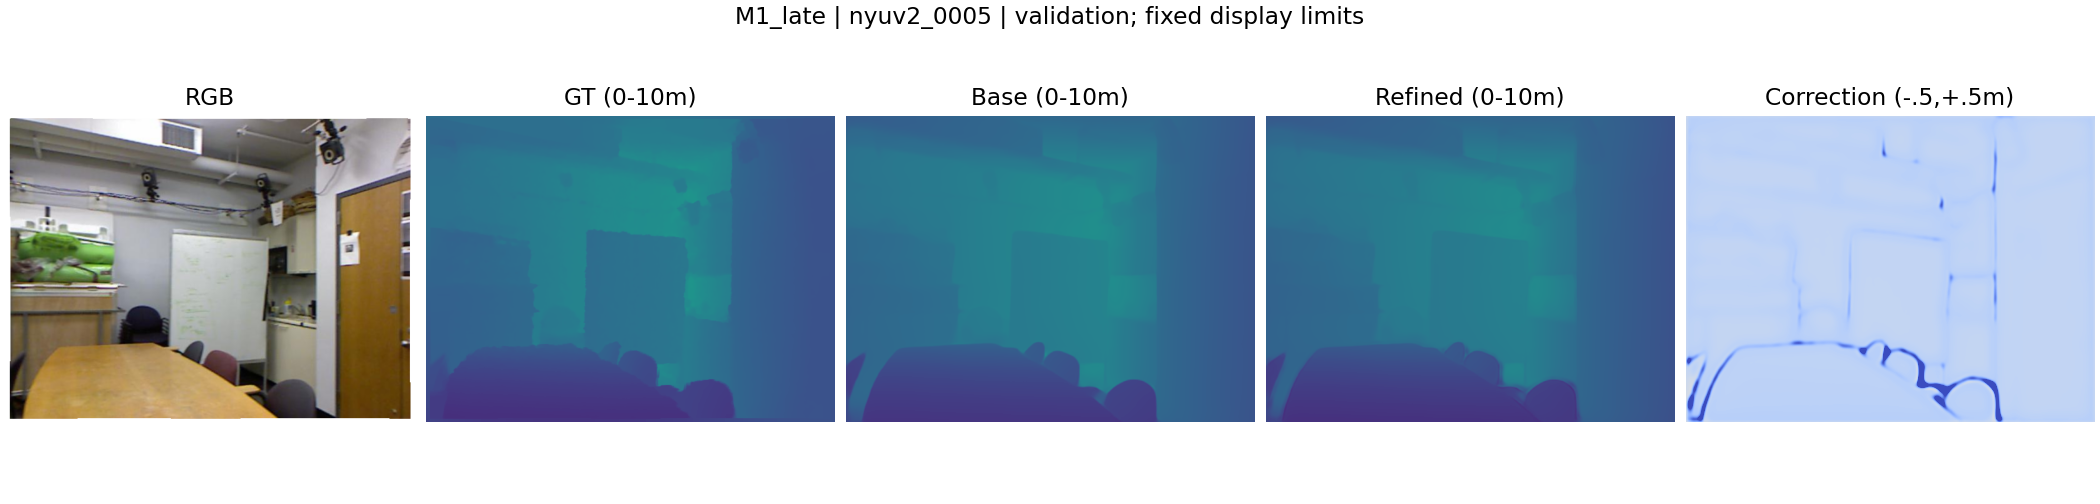 M1_late | nyuv2_0005 | validation; fixed display limits
RGB
GT (0-10m)
Base (0-10m)
Refined (0-10m)
Correction (-.5,+.5m)